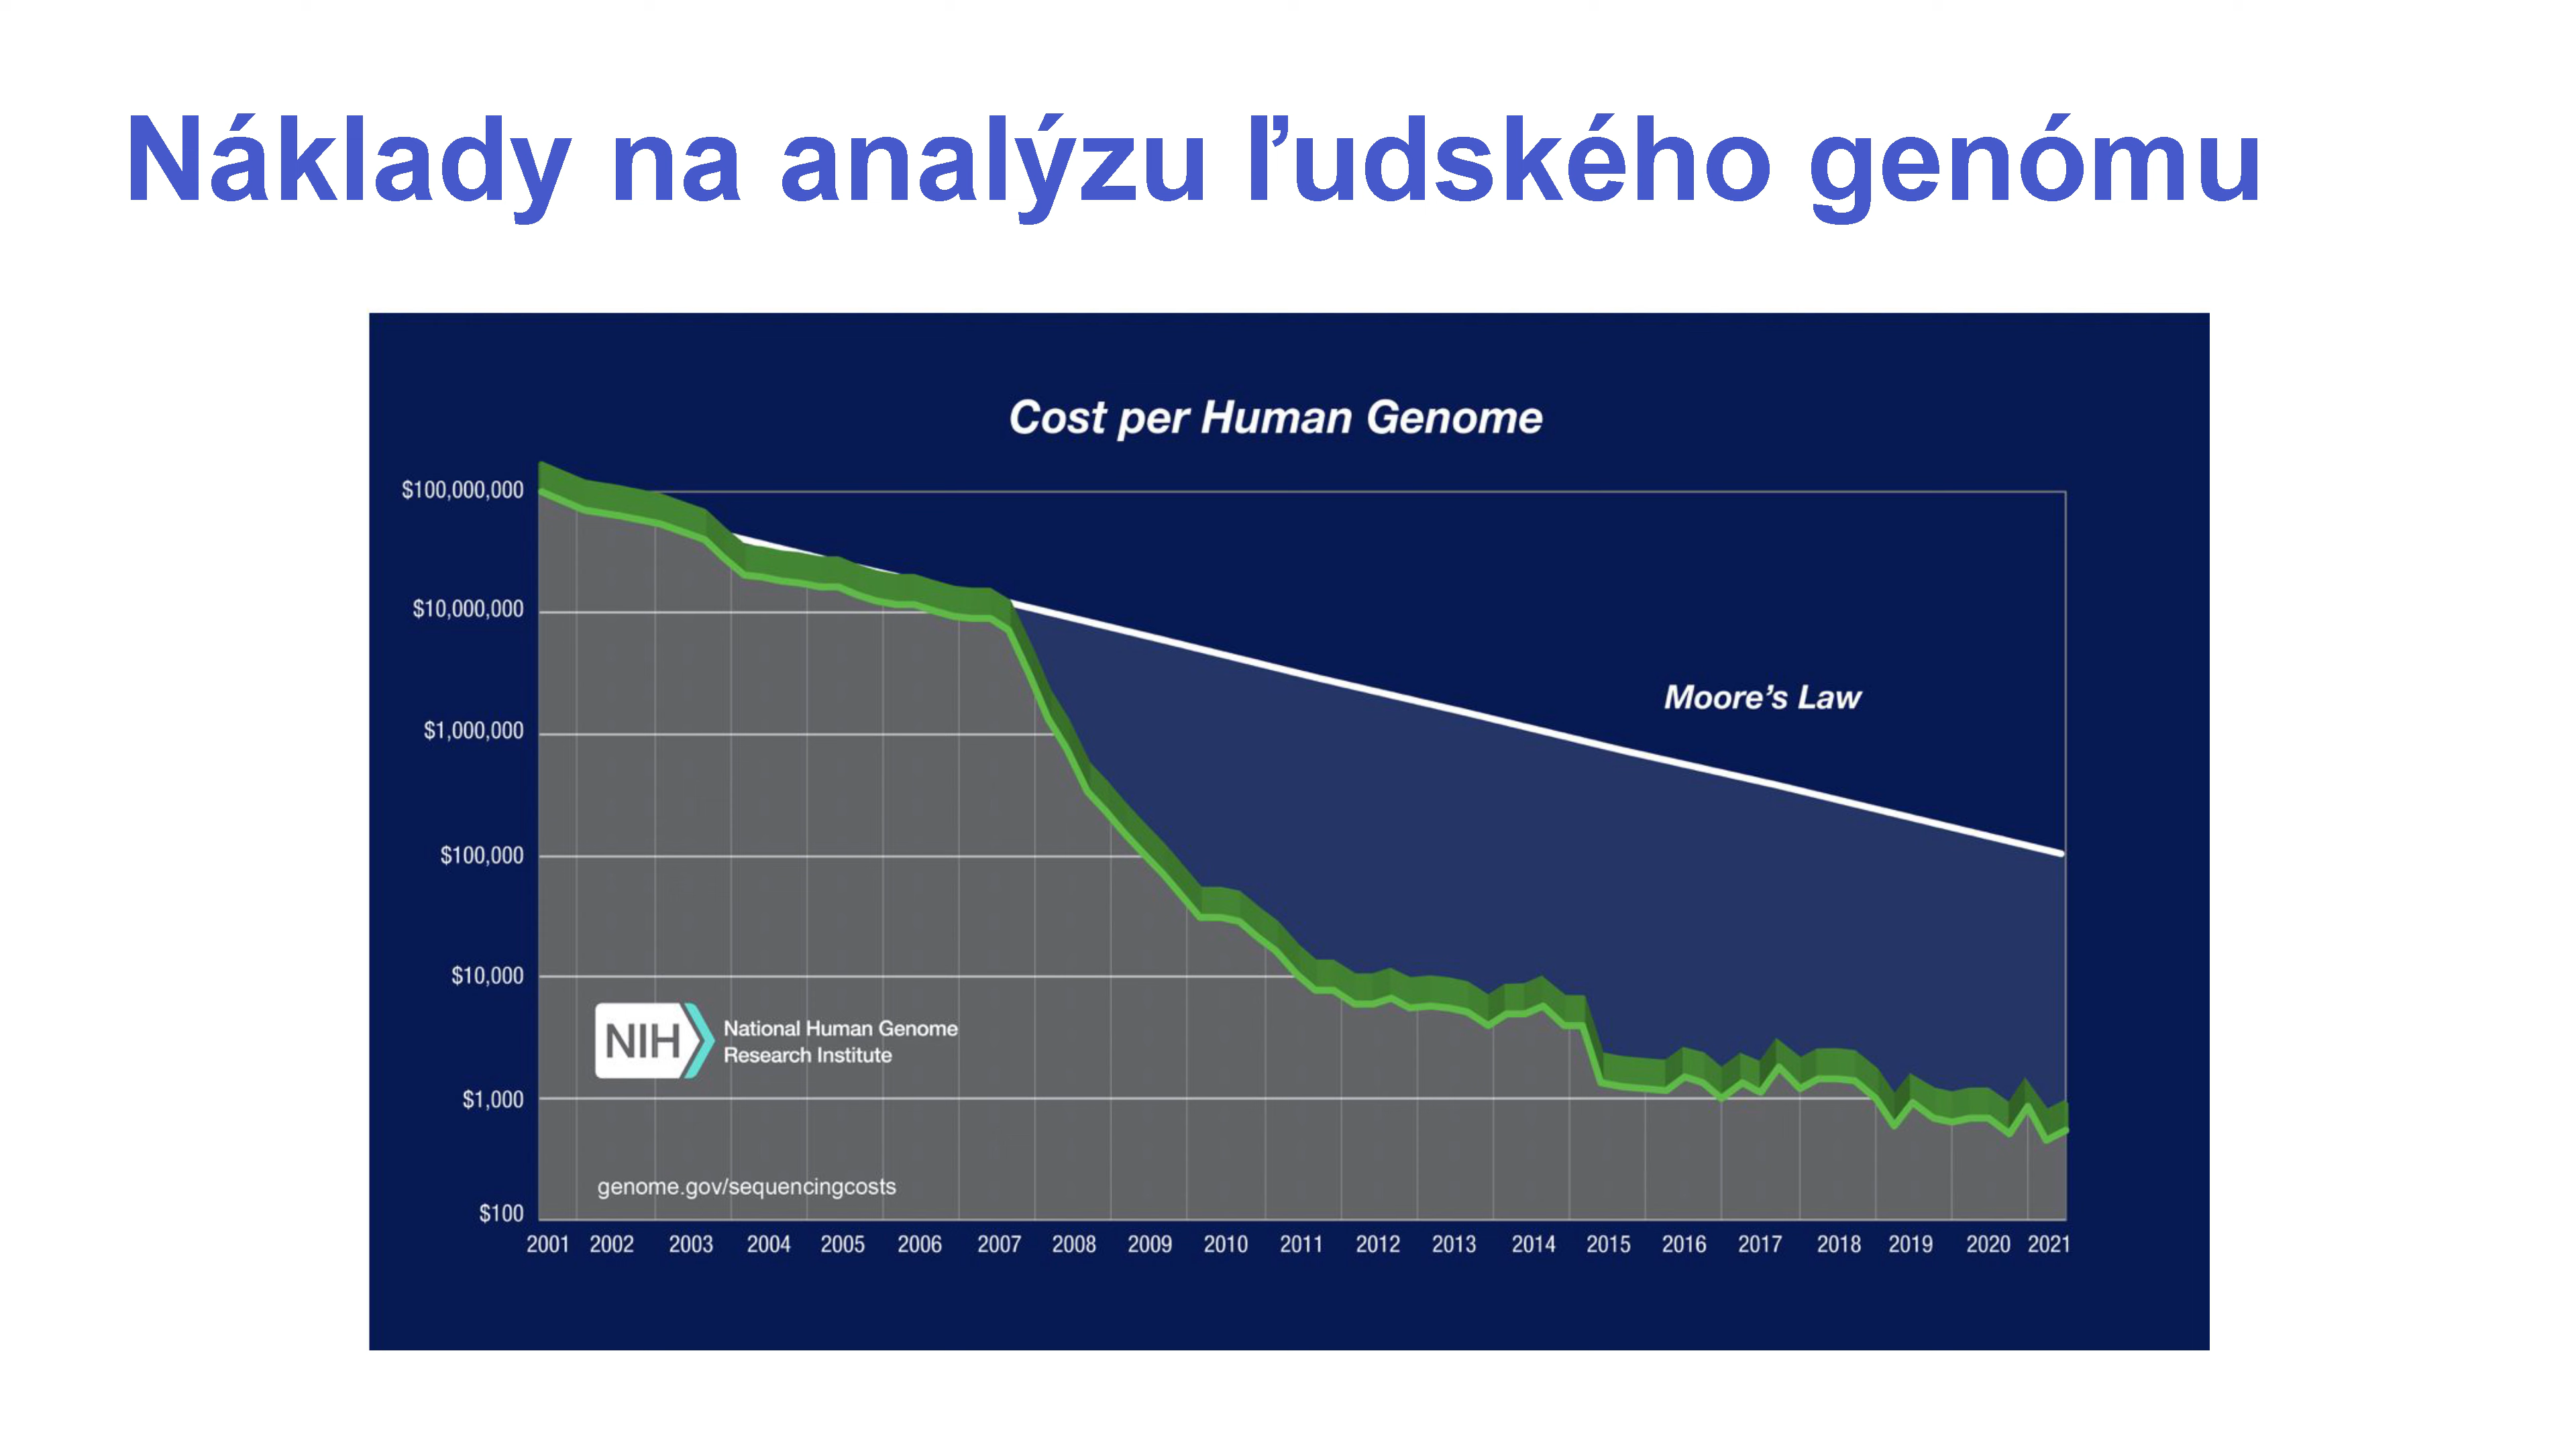 Náklady na analýzu ľudského genómu
Cost per Human Genome
$100,000,000
$10,000,000
$1,000,000
$100,000
$10,000
$1,000
$100
Moore's Law
NIH
National Human Genome
Research Institute
genome.gov/sequencingcosts
2001 2002 2003 2004 2005 2006 2007 2008 2009 2010 2011 2012 2013 2014 2015 2016 2017 2018 2019 2020 2021